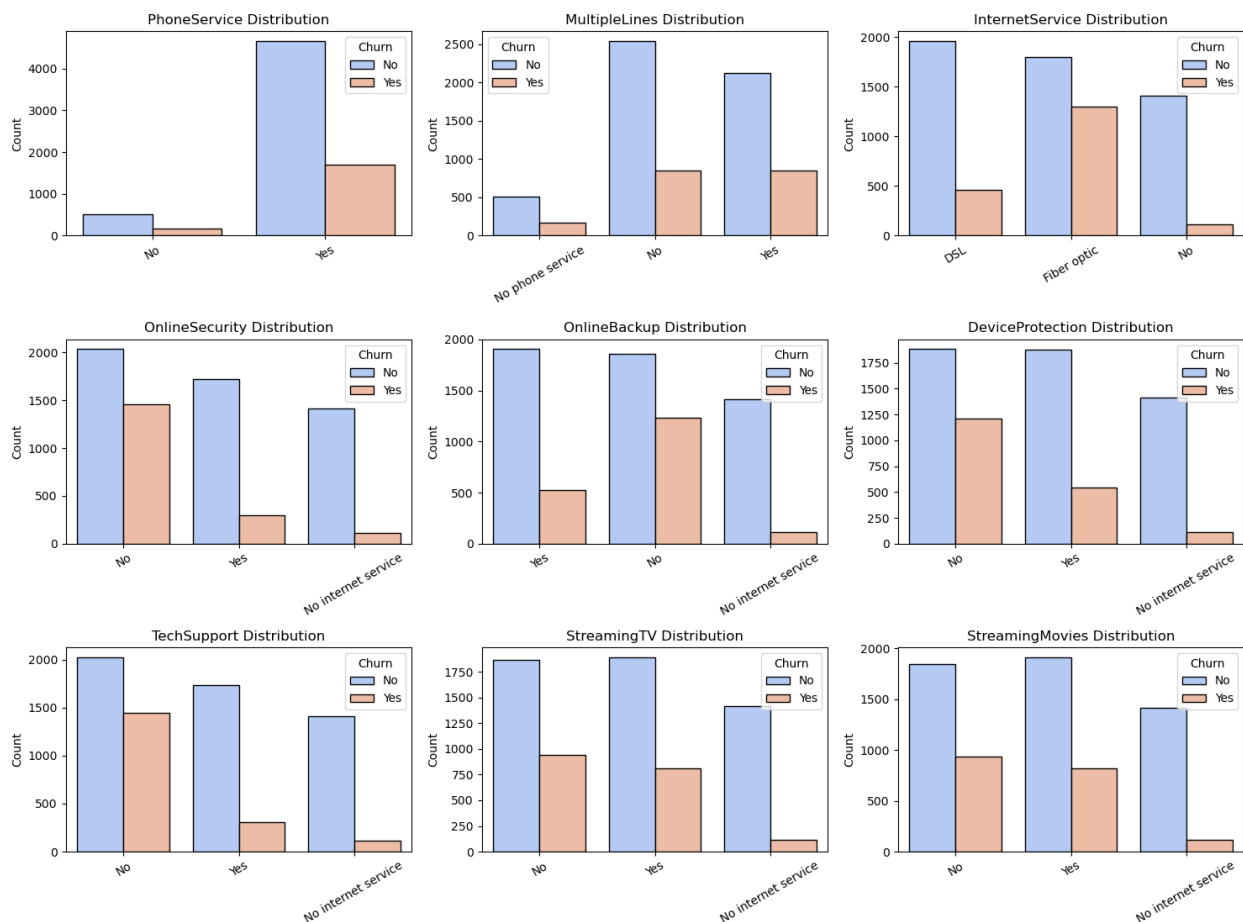 PhoneService Distribution
Count
4000
3000
2000
1000
0
Churn
No
Yes
No
Yes
MultipleLines Distribution
Count
2500
2000
1500
1000
500
0
Churn
No
Yes
No phone service
No
Yes
InternetService Distribution
Count
2000
1500
1000
500
0
Churn
No
Yes
DSL
Fiber optic
No
OnlineSecurity Distribution
Count
2000
1500
1000
500
0
Churn
No
Yes
No
Yes
No internet service
OnlineBackup Distribution
Count
2000
1500
1000
500
0
Churn
No
Yes
Yes
No
No internet service
DeviceProtection Distribution
Count
1750
1500
1250
1000
750
500
250
0
Churn
No
Yes
No
Yes
No internet service
TechSupport Distribution
Count
2000
1500
1000
500
0
Churn
No
Yes
No
Yes
No internet service
StreamingTV Distribution
Count
1750
1500
1250
1000
750
500
250
0
Churn
No
Yes
No
Yes
No internet service
StreamingMovies Distribution
Count
2000
1500
1000
500
0
Churn
No
Yes
No
Yes
No internet service